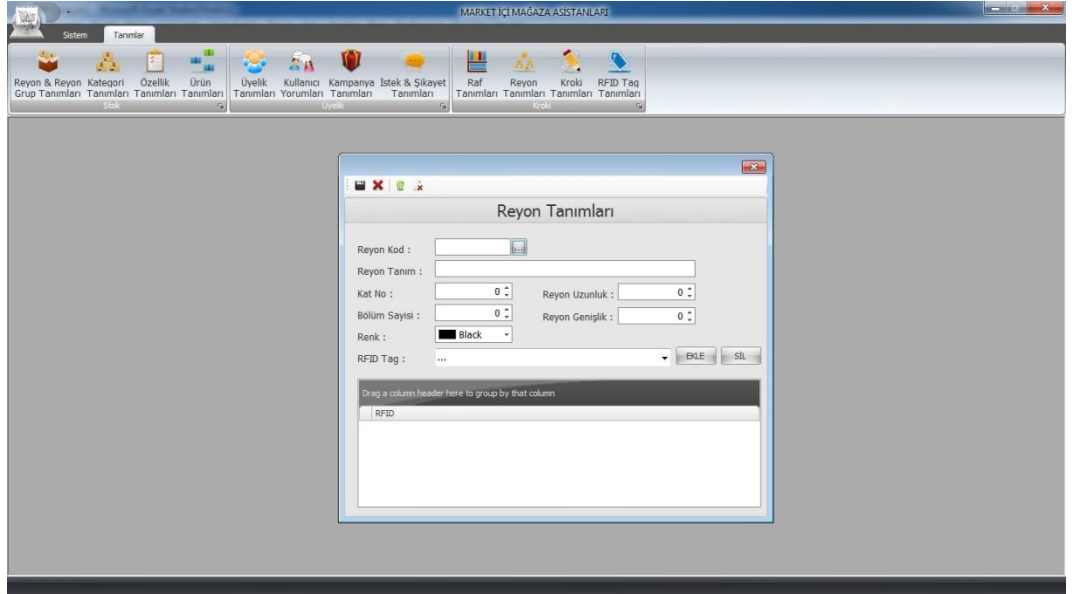 MARKET İÇİ MAĞAZA ASİSTANLARI
Sistem Tanımlar
Reyon & Reyon Kategori Özellik Ürün Üyelik Kullanıcı Kampanya İstek & Şikayet Raf Reyon Kroki RFID Tag
Grup Tanımları Tanımları Tanımları Tanımları Tanımları Yorumları Tanımları Tanımları Tanımları Tanımları Tanımları Tanımları
Stok Üyelik Kroki
Reyon Tanımları
Reyon Kod : ...
Reyon Tanım :
Kat No : 0 Reyon Uzunluk : 0
Bölüm Sayisi : 0 Reyon Genişlik : 0
Renk : Black
RFID Tag : ... EKLE SİL
Drag a column header here to group by that column
RFID